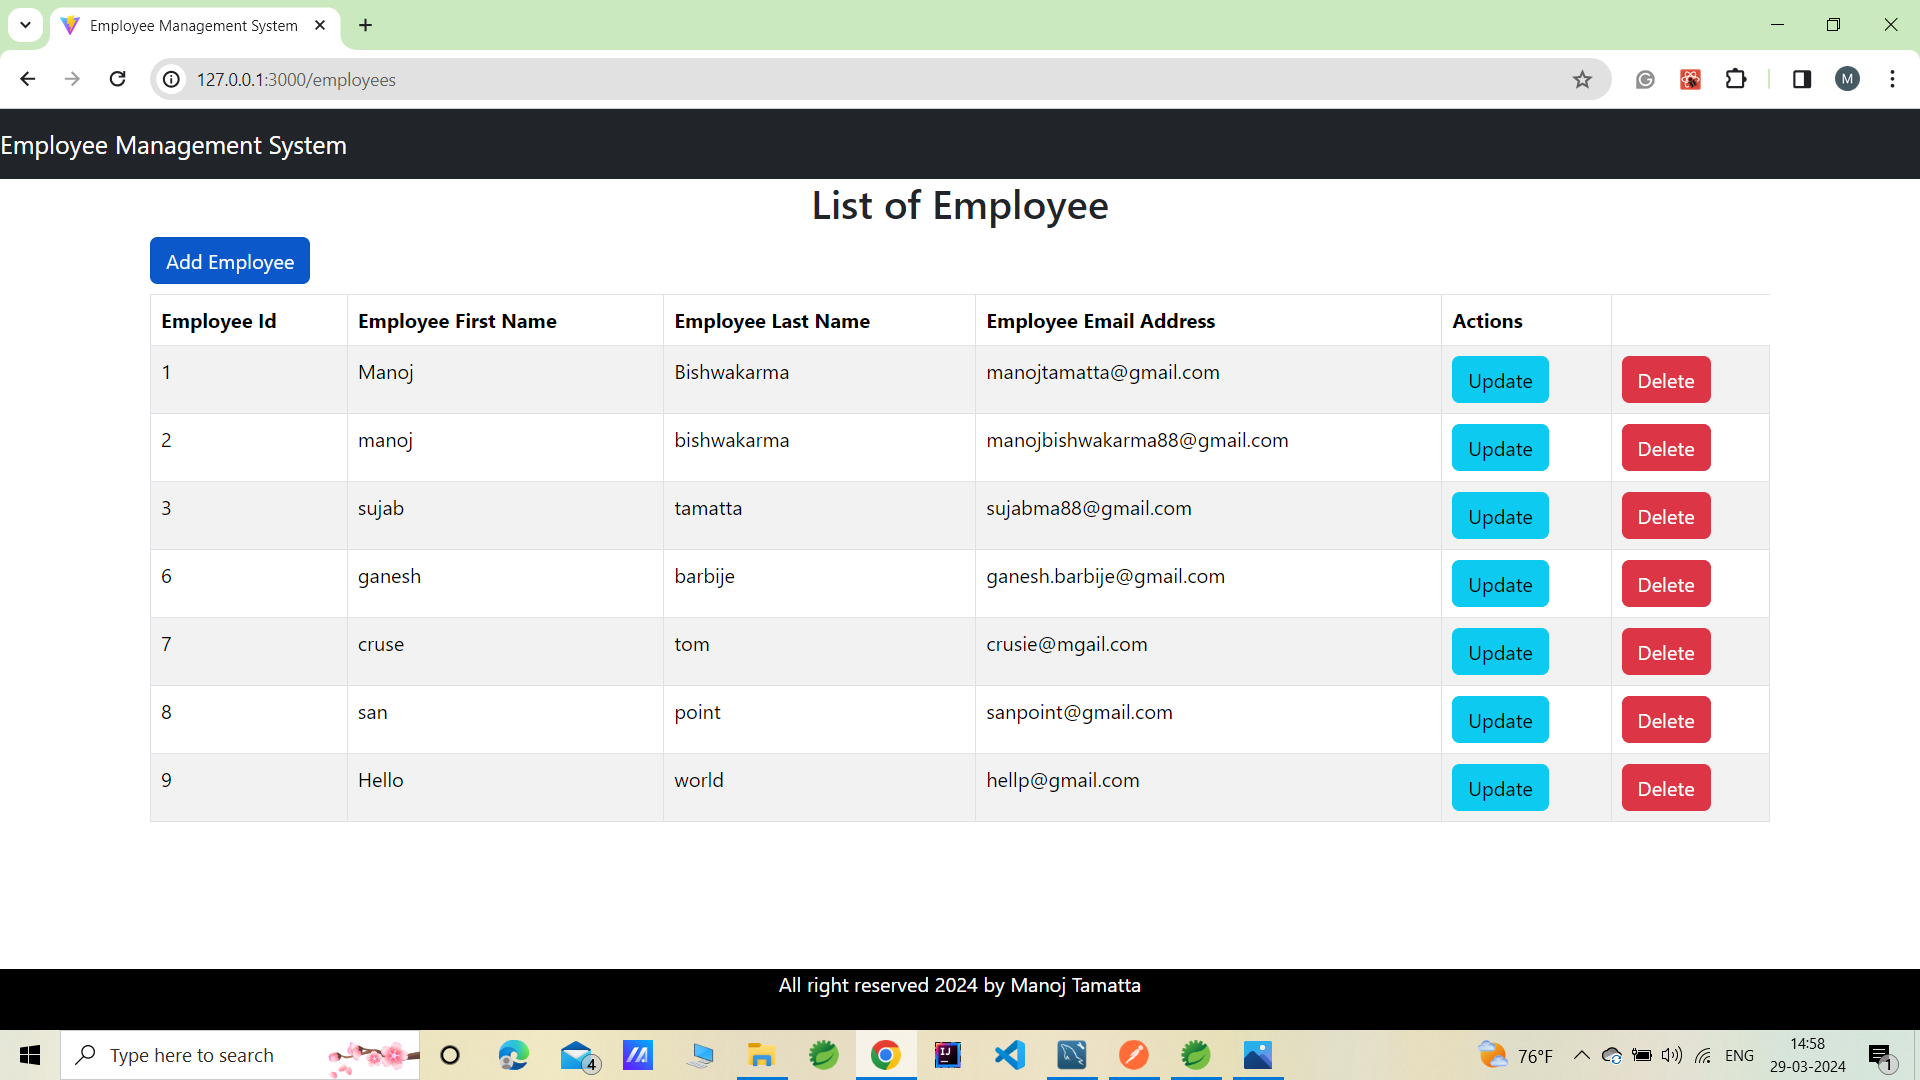 Employee Management System
127.0.0.1:3000/employees
M
Employee Management System
List of Employee
Add Employee
Employee Id Employee First Name Employee Last Name Employee Email Address Actions
1 Manoj Bishwakarma manojtamatta@gmail.com Update Delete
2 manoj bishwakarma manojbishwakarma88@gmail.com Update Delete
3 sujab tamatta sujabma88@gmail.com Update Delete
6 ganesh barbije ganesh.barbije@gmail.com Update Delete
7 cruse tom crusie@mgail.com Update Delete
8 san point sanpoint@gmail.com Update Delete
9 Hello world hellp@gmail.com Update Delete
All right reserved 2024 by Manoj Tamatta
Type here to search 4 IJ 76°F ENG 14:58
29-03-2024 1